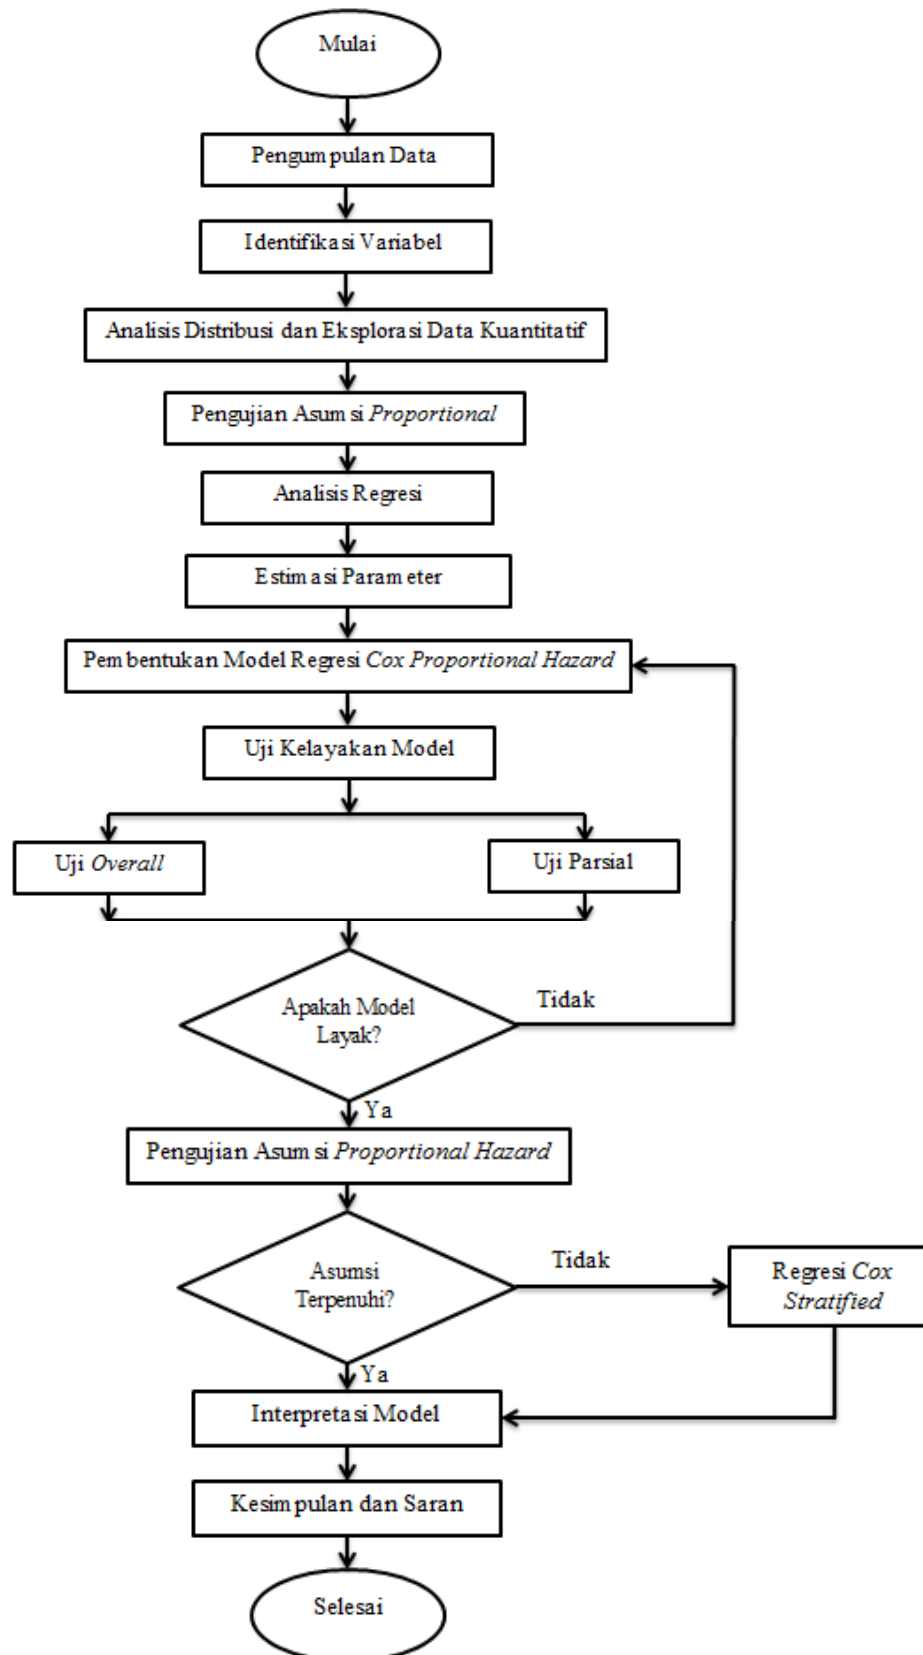 Mulai
Pengumpulan Data
Identifikasi Variabel
Analisis Distribusi dan Eksplorasi Data Kuantitatif
Pengujian Asumsi Proportional
Analisis Regresi
Estimasi Parameter
Pembentukan Model Regresi Cox Proportional Hazard
Uji Kelayakan Model
Uji Overall
Uji Parsial
Apakah Model
Layak?
Tidak
Ya
Pengujian Asumsi Proportional Hazard
Asumsi
Terpenuhi?
Tidak
Regresi Cox
Stratified
Ya
Interpretasi Model
Kesimpulan dan Saran
Selesai